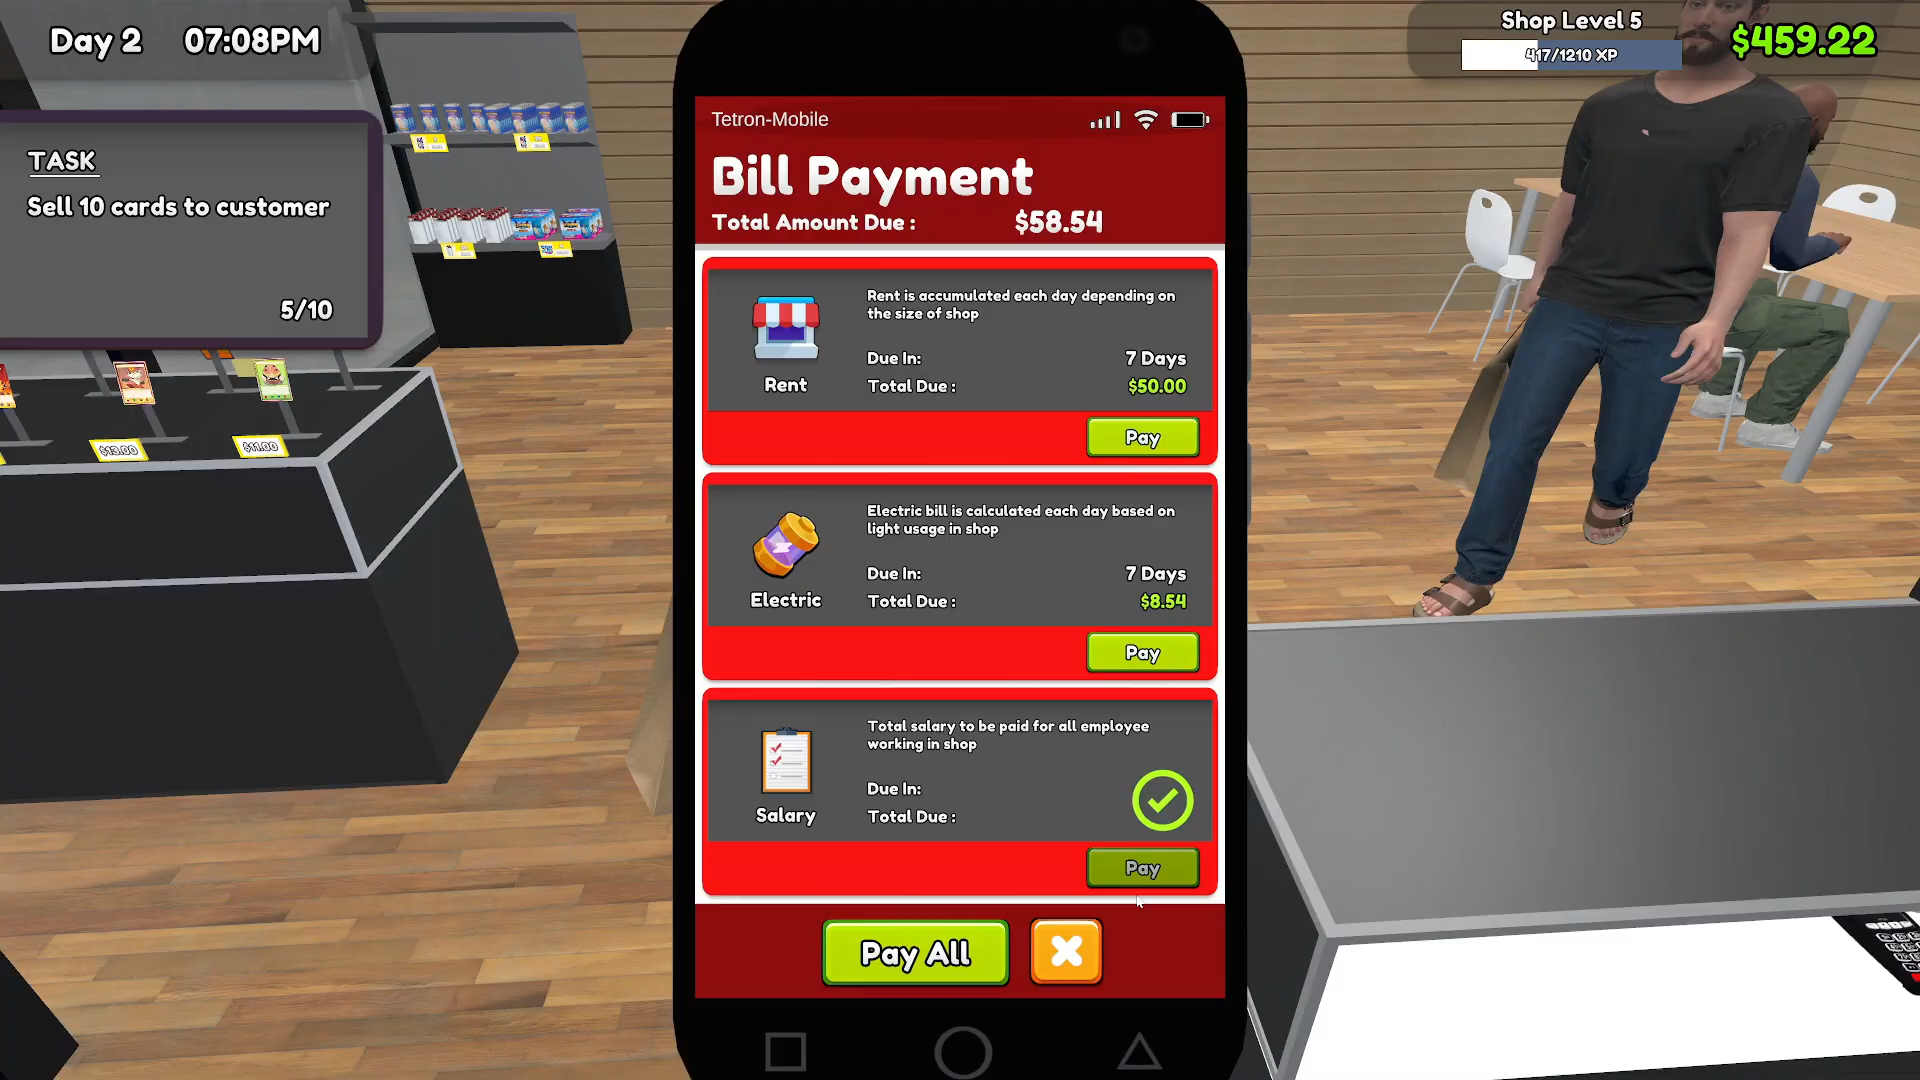 Day 2 07:08PM
Shop Level 5
417/1210 XP
$459.22
TASK
Sell 10 cards to customer
5/10
$13.00
$11.00
Tetron-Mobile
Bill Payment
Total Amount Due : $58.54
Rent is accumulated each day depending on
the size of shop
Due In: 7 Days
Total Due : $50.00
Rent
Pay
Electric bill is calculated each day based on
light usage in shop
Due In: 7 Days
Total Due : $8.54
Electric
Pay
Total salary to be paid for all employee
working in shop
Due In:
Total Due :
Salary
Pay
Pay All